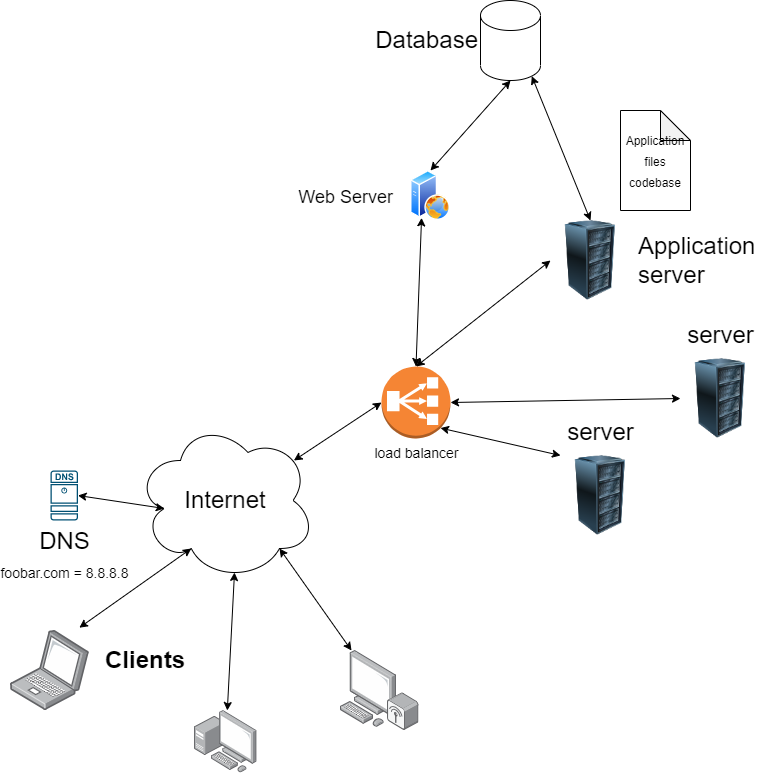 Database
Application
files
codebase
Web Server
Application
server
server
server
load balancer
Internet
DNS
DNS
foobar.com = 8.8.8.8
Clients